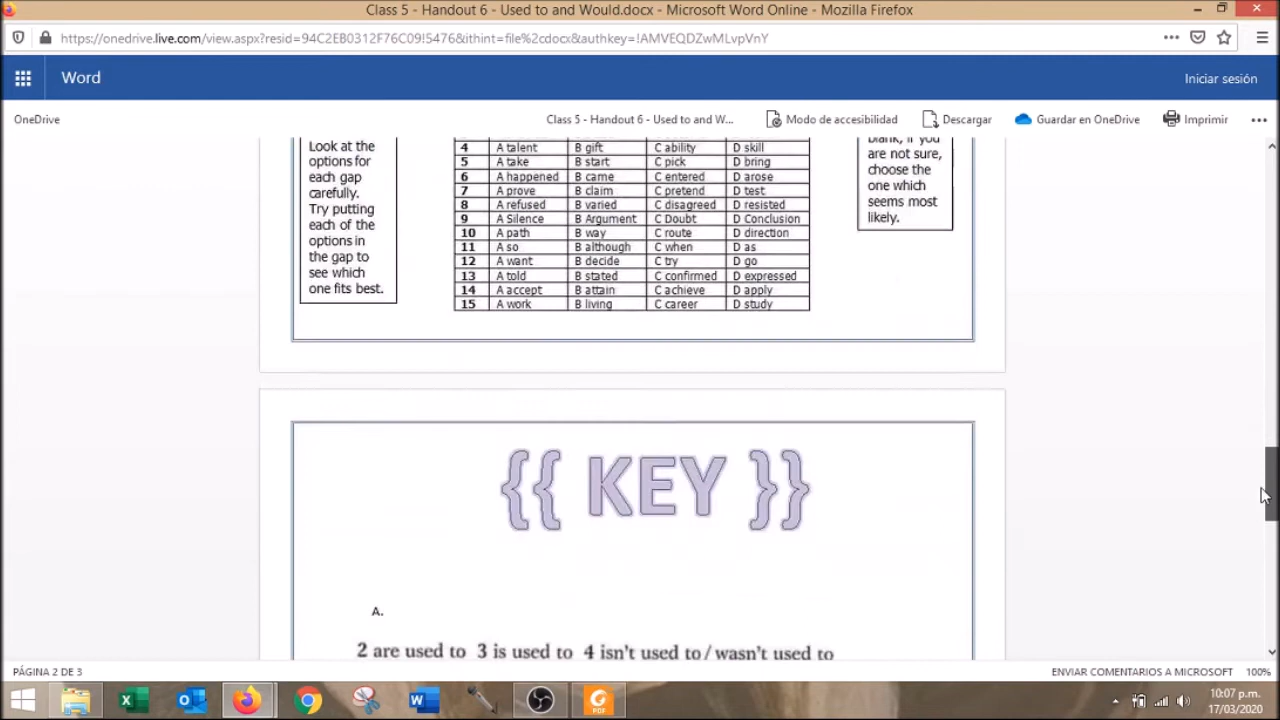 Class 5 - Handout 6 - Used to and Would.docx - Microsoft Word Online - Mozilla Firefox
https://onedrive.live.com/view.aspx?resid=94C2EB0312F76C09!5476&ithint=file%2cdocx&authkey=!AMVEQDZwMLvpVnY
Word
Iniciar sesión
OneDrive
Class 5 - Handout 6 - Used to and W...
Modo de accesibilidad
Descargar
Guardar en OneDrive
Imprimir
Look at the
options for
each gap
carefully.
Try putting
each of the
options in
the gap to
see which
one fits best.
4 A talent B gift C ability D skill
5 A take B start C pick D bring
6 A happened B came C entered D arose
7 A prove B claim C pretend D test
8 A refused B varied C disagreed D resisted
9 A Silence B Argument C Doubt D Conclusion
10 A path B way C route D direction
11 A so B although C when D as
12 A want B decide C try D go
13 A told B stated C confirmed D expressed
14 A accept B attain C achieve D apply
15 A work B living C career D study
blank, if you
are not sure,
choose the
one which
seems most
likely.
{{ KEY }}
A.
2 are used to 3 is used to 4 isn't used to/wasn't used to
PÁGINA 2 DE 3
ENVIAR COMENTARIOS A MICROSOFT 100%
PDF
10:07 p.m.
17/03/2020